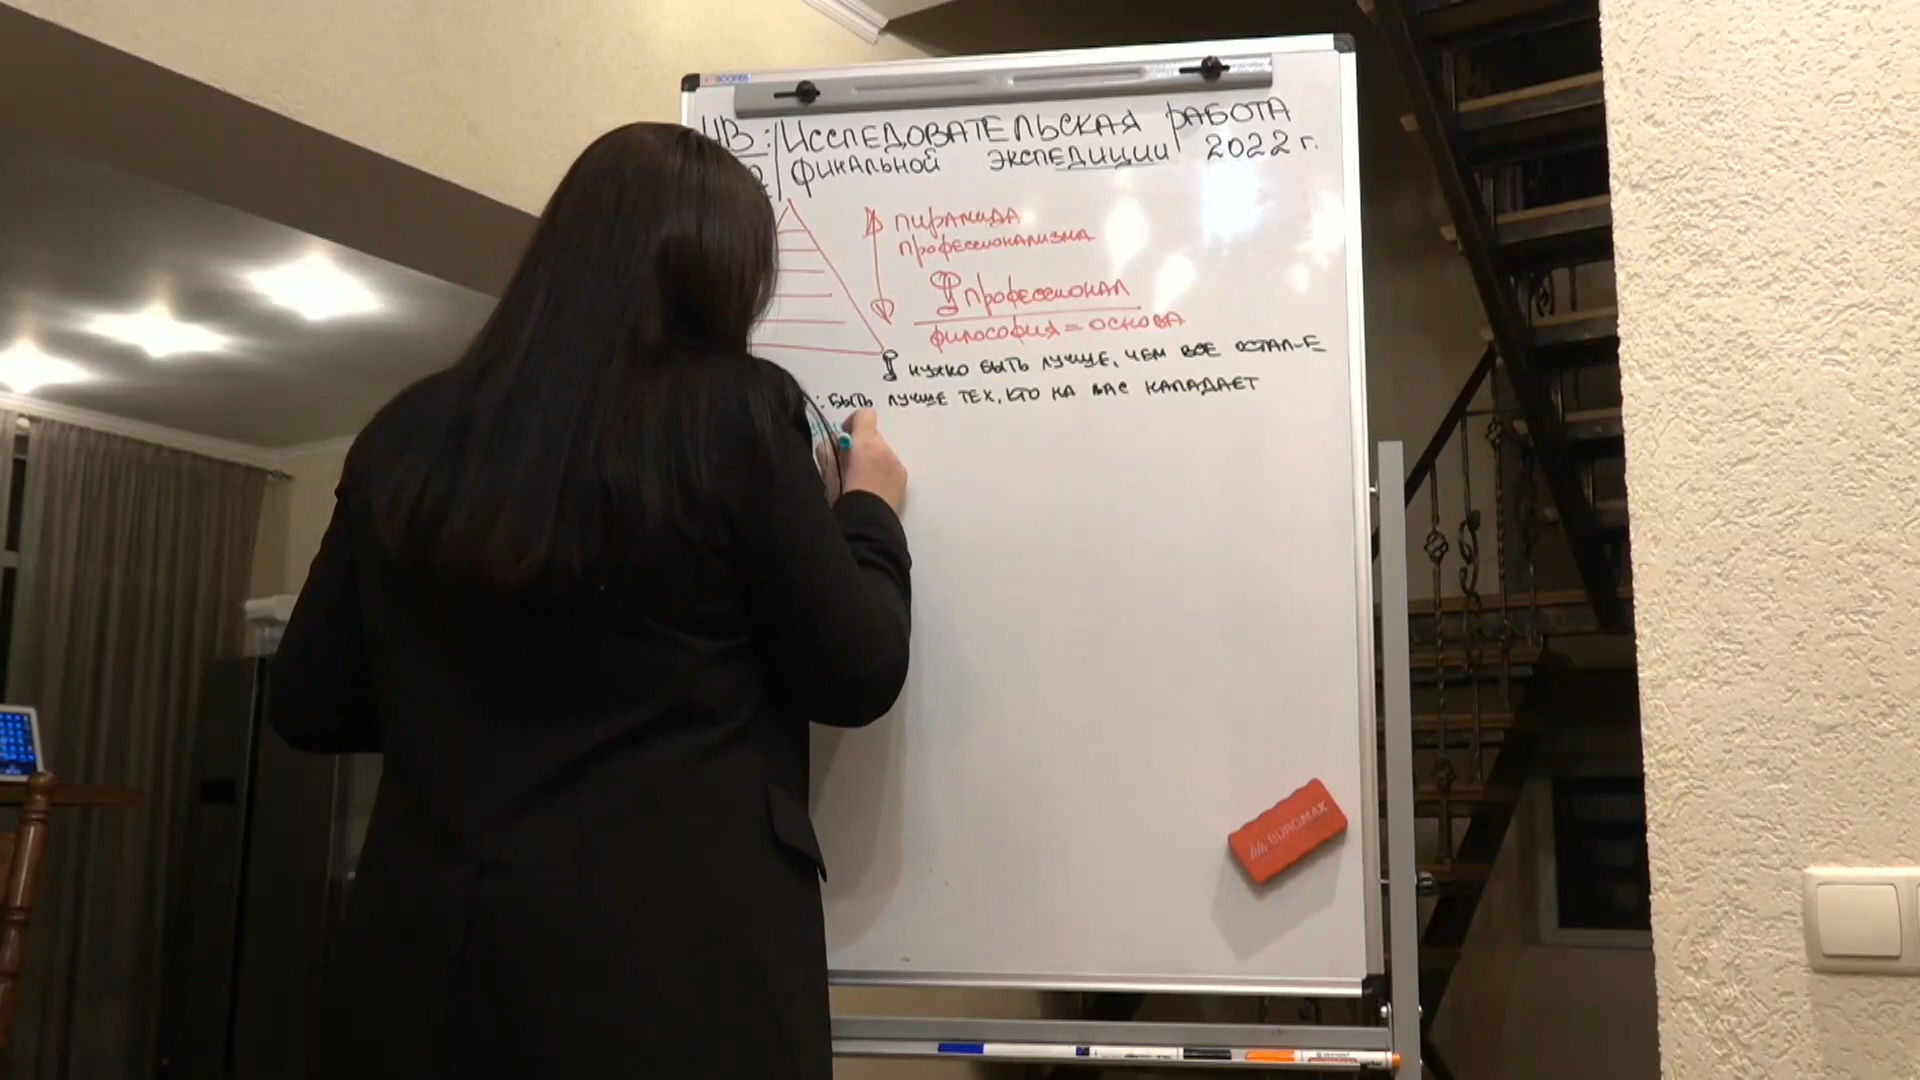 НВ: ИССЛЕДОВАТЕЛЬСКАЯ РАБОТА
ФИНАЛЬНОЙ ЭКСПЕДИЦИИ 2022 г.
ПИРАМИДА
ПРОФЕССИОНАЛИЗМА
ПРОФЕССИОНАЛ
ФИЛОСОФИЯ = ОСНОВА
НУЖНО БЫТЬ ЛУЧШЕ, ЧЕМ ВСЕ ОСТАЛ-Е
: БЫТЬ ЛУЧШЕ ТЕХ, КТО НА ВАС НАПАДАЕТ
BUROMAX